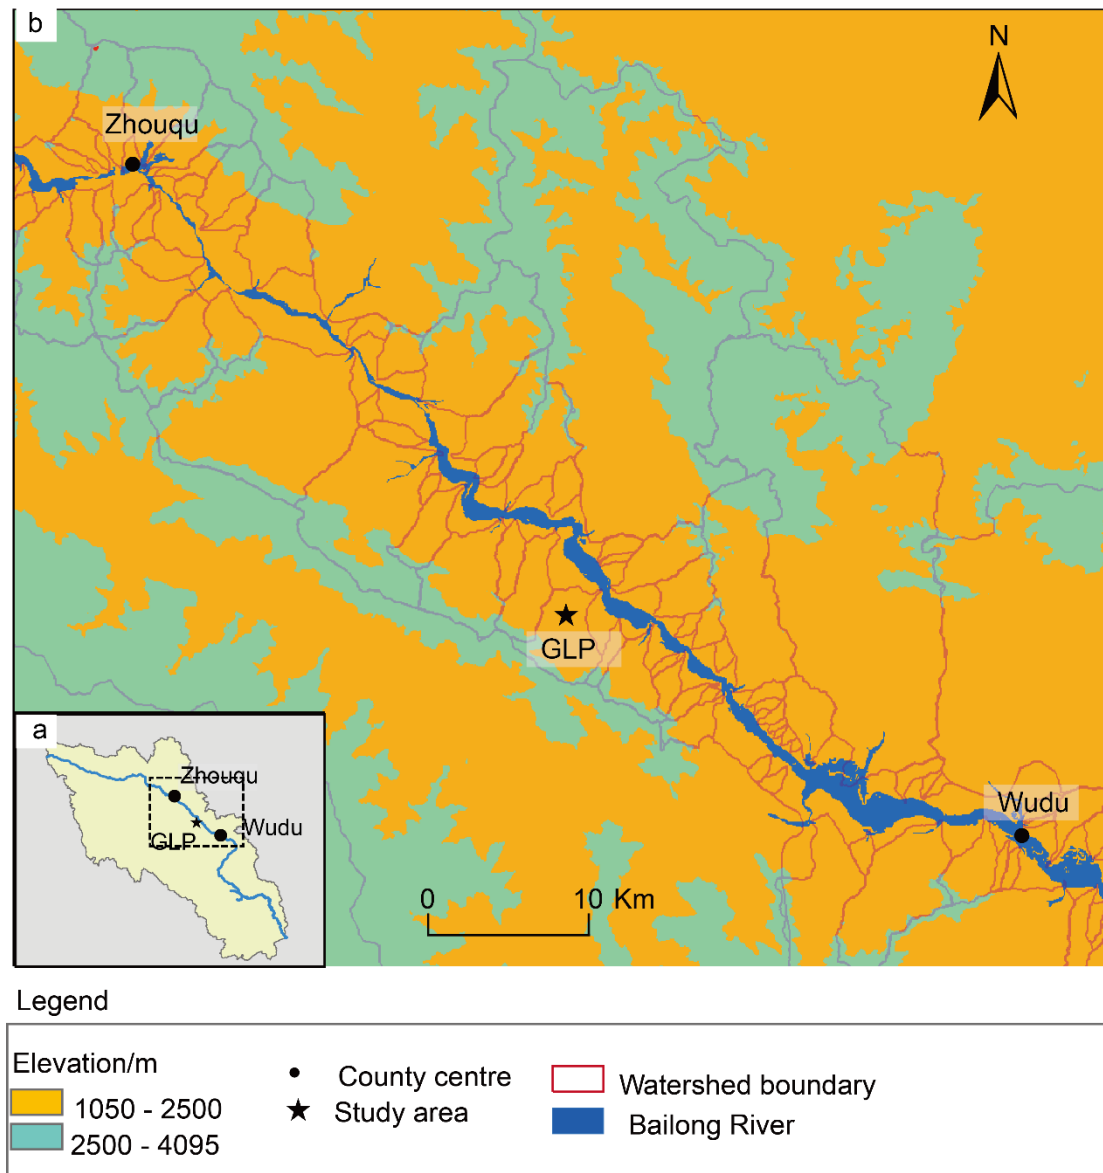 b
N
Zhouqu
GLP
a
Zhouqu
GLP
Wudu
Wudu
0 10 Km
Legend
Elevation/m
1050 - 2500
2500 - 4095
County centre
Study area
Watershed boundary
Bailong River